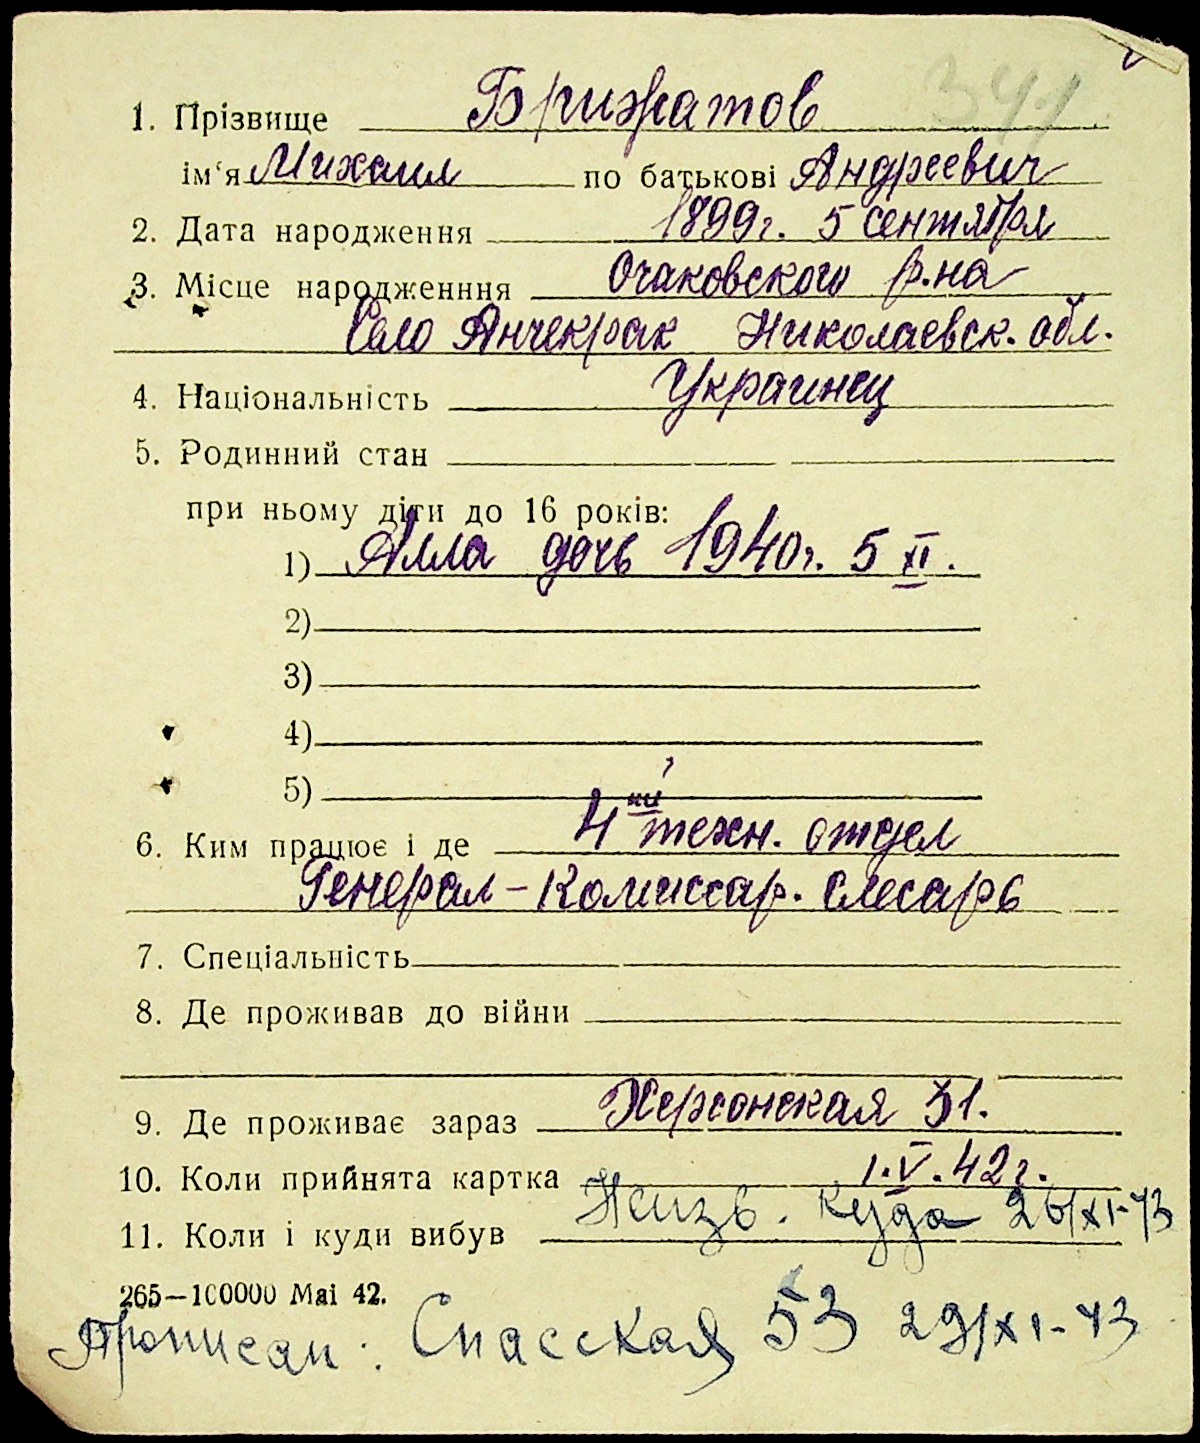 341
1. Прізвище Брижатов
ім‘я Михаил по батькові Андреевич
2. Дата народження 1899г. 5 сентября
3. Місце народженння Очаковского р.на
Село Анчекрак Николаевск. обл.
4. Національність Украинец
5. Родинний стан
при ньому діти до 16 років:
1) Алла дочь 1940г. 5 XI.
2)
3)
4)
5)
6. Ким працює і де 4ый техн. отдел
Генерал-Комиссар. слесарь
7. Спеціальність
8. Де проживав до війни
9. Де проживає зараз Херсонская 31.
10. Коли прийнята картка 1.V.42г.
11. Коли і куди вибув Неизв. куда 26/XI-43
265—100000 Mai 42.
Прописан: Спасская 53 29/XI-43